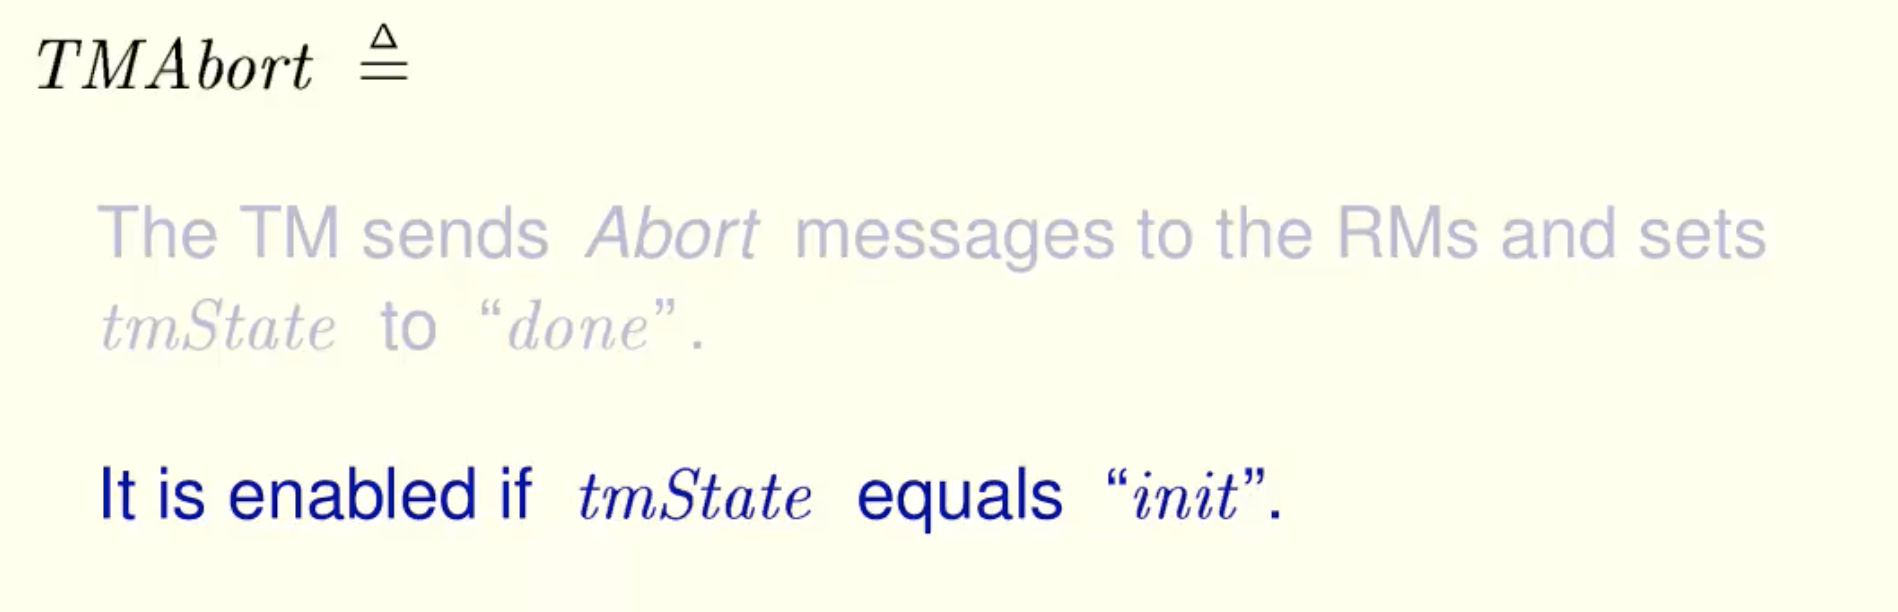 TMAbort ≜
The TM sends Abort messages to the RMs and sets
tmState to “done”.
It is enabled if tmState equals “init”.